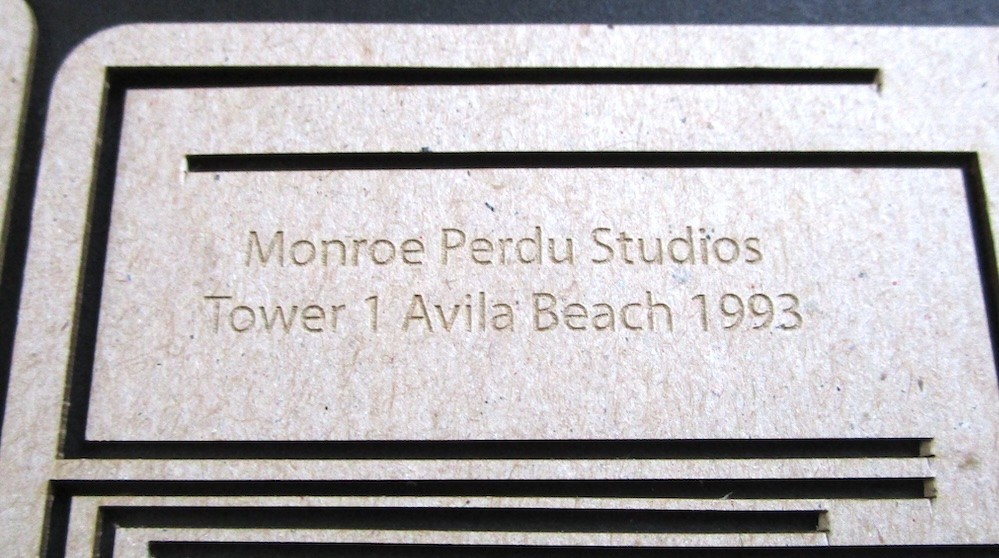 Monroe Perdu Studios
Tower 1 Avila Beach 1993